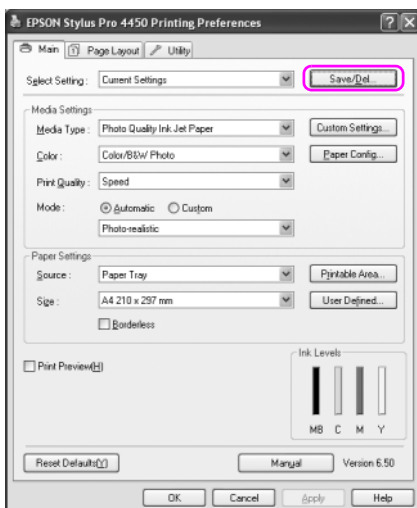 EPSON Stylus Pro 4450 Printing Preferences
Main Page Layout Utility
Select Setting : Current Settings Save/Del...
Media Settings
Media Type : Photo Quality Ink Jet Paper Custom Settings...
Color : Color/B&W Photo Paper Config...
Print Quality : Speed
Mode : Automatic Custom
Photo-realistic
Paper Settings
Source : Paper Tray Printable Area...
Size : A4 210 x 297 mm User Defined...
Borderless
Print Preview(H)
Ink Levels
MB C M Y
Reset Defaults(Y) Manual Version 6.50
OK Cancel Apply Help